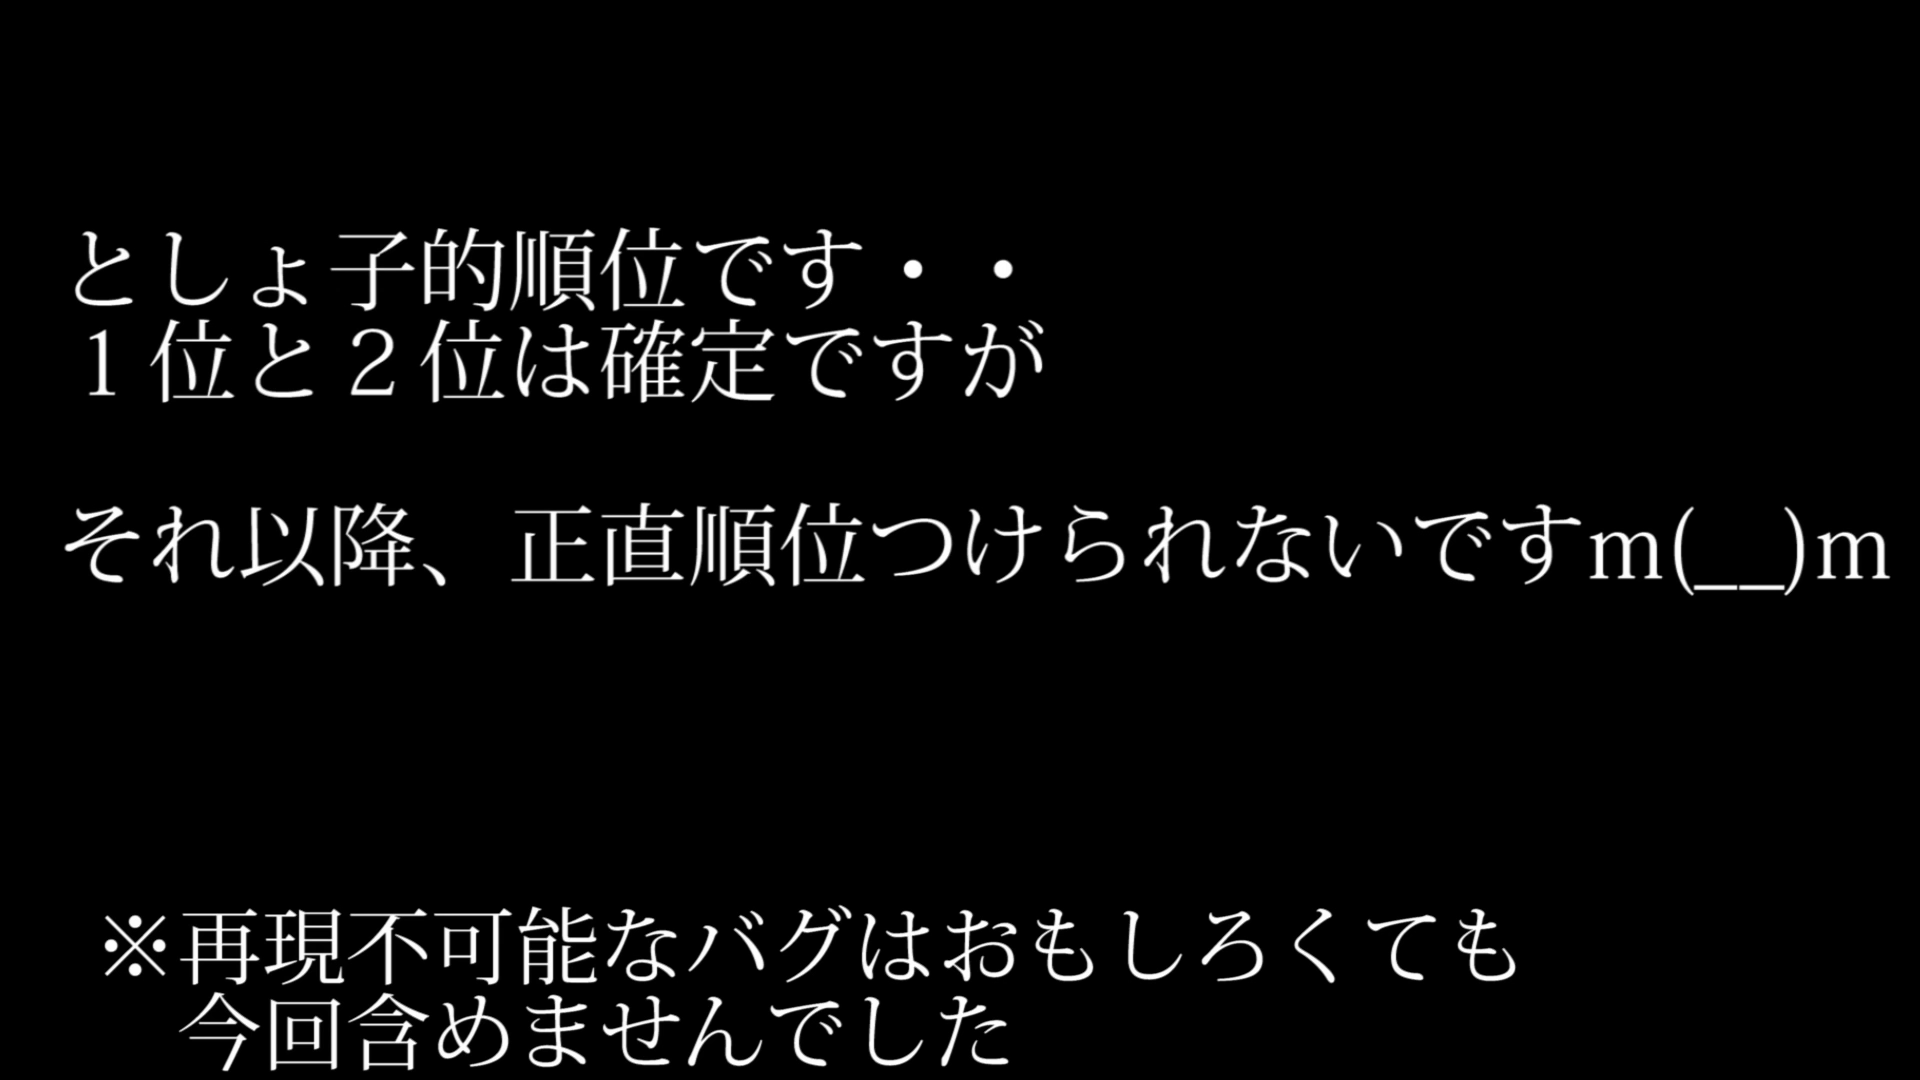 としょ子的順位です・・
１位と２位は確定ですが
それ以降、正直順位つけられないですm(__)m
※再現不可能なバグはおもしろくても
今回含めませんでした